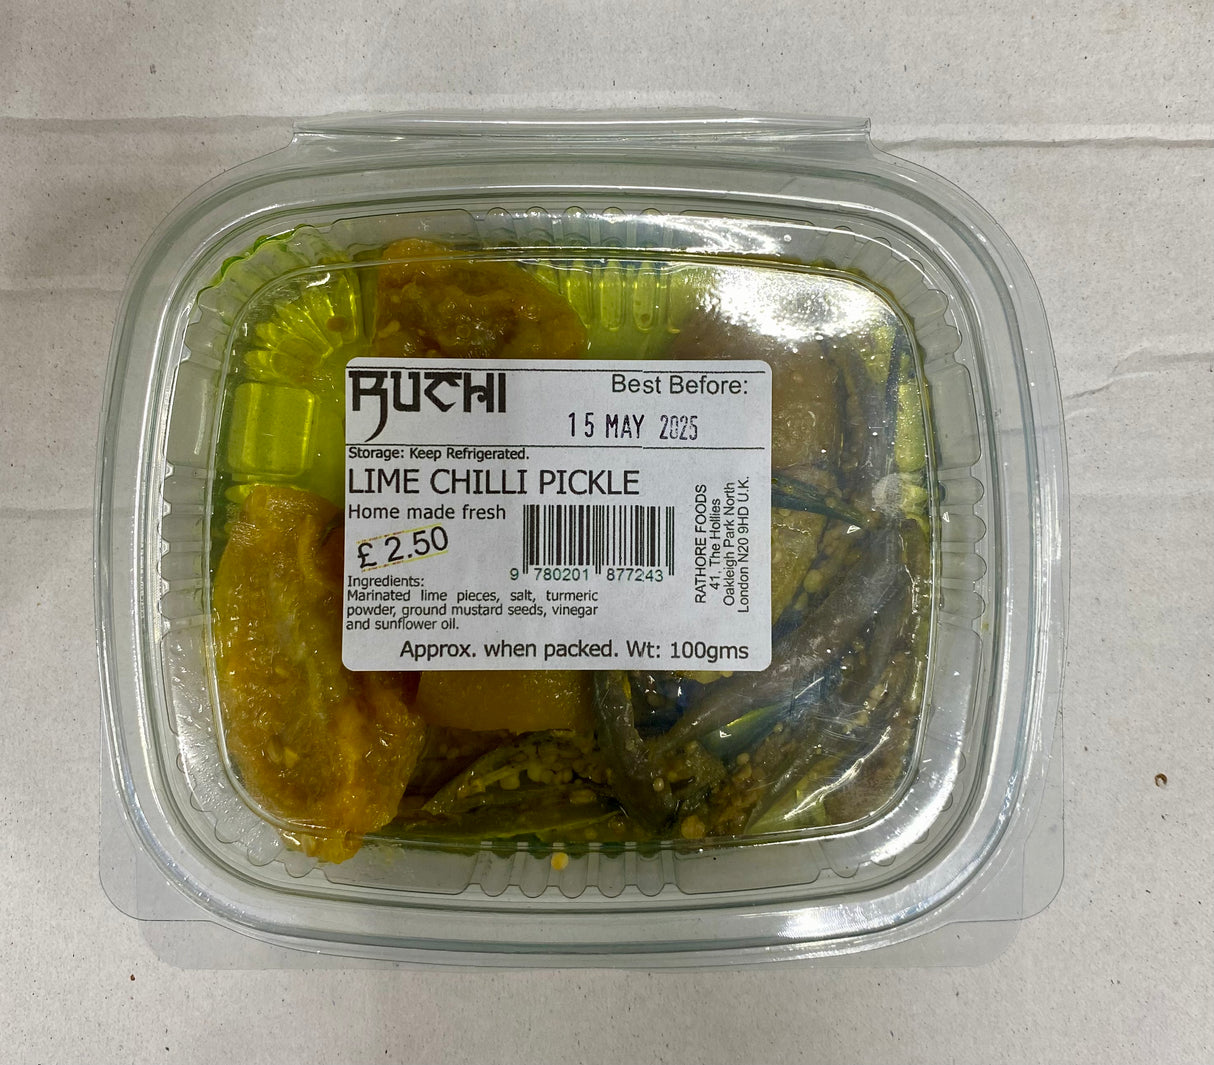 RUCHI
Best Before:
15 MAY 2025
Storage: Keep Refrigerated.
LIME CHILLI PICKLE
Home made fresh
£ 2.50
9 780201 877243
Ingredients:
Marinated lime pieces, salt, turmeric
powder, ground mustard seeds, vinegar
and sunflower oil.
Approx. when packed. Wt: 100gms
RATHORE FOODS
41, The Hollies
Oakleigh Park North
London N20 9HD U.K.